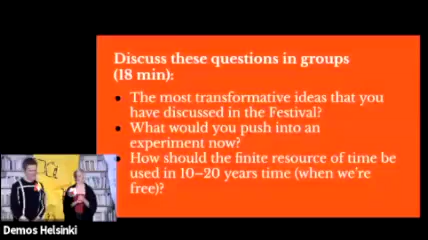 Discuss these questions in groups
(18 min):
• The most transformative ideas that you
have discussed in the Festival?
• What would you push into an
experiment now?
• How should the finite resource of time be
used in 10–20 years time (when we're
free)?
Demos Helsinki